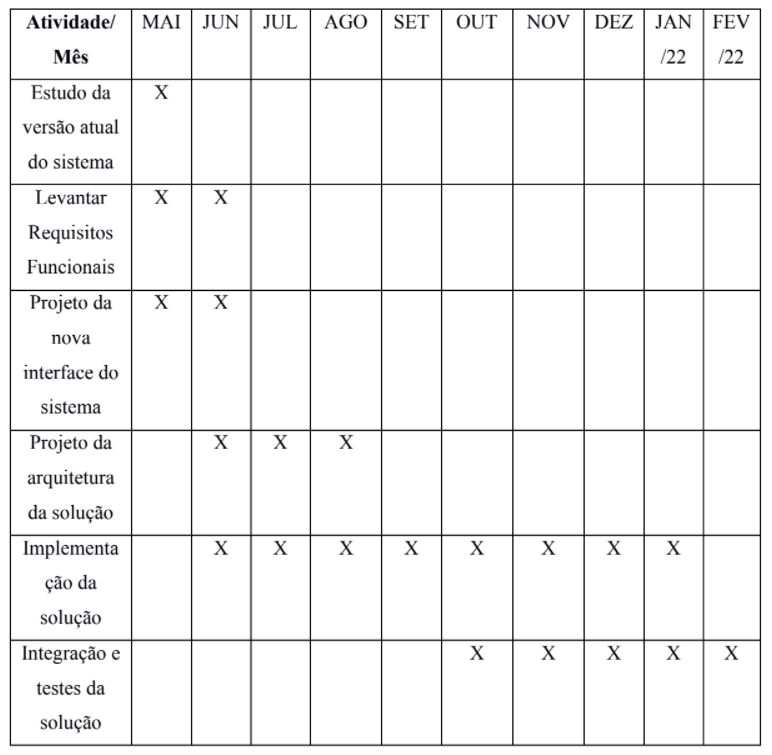 Atividade/ MAI JUN JUL AGO SET OUT NOV DEZ JAN FEV
Mês /22 /22
Estudo da X
versão atual
do sistema
Levantar X X
Requisitos
Funcionais
Projeto da X X
nova
interface do
sistema
Projeto da X X X
arquitetura
da solução
Implementa X X X X X X X X
ção da
solução
Integração e X X X X X
testes da
solução